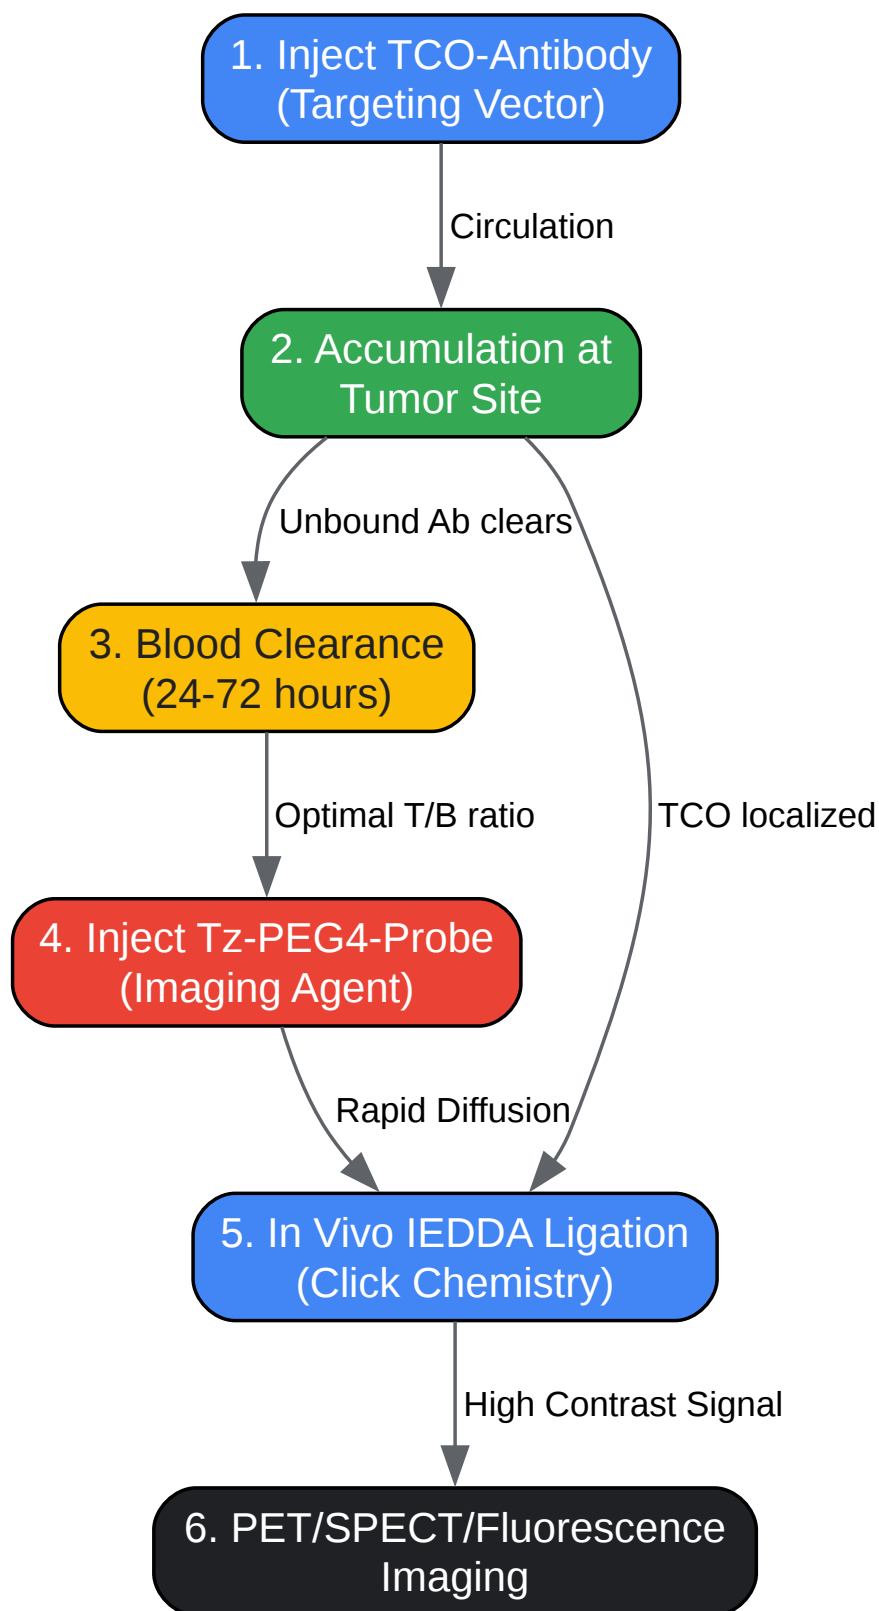 1. Inject TCO-Antibody
(Targeting Vector)
Circulation
2. Accumulation at
Tumor Site
Unbound Ab clears
3. Blood Clearance
(24-72 hours)
Optimal T/B ratio
TCO localized
4. Inject Tz-PEG4-Probe
(Imaging Agent)
Rapid Diffusion
5. In Vivo IEDDA Ligation
(Click Chemistry)
High Contrast Signal
6. PET/SPECT/Fluorescence
Imaging